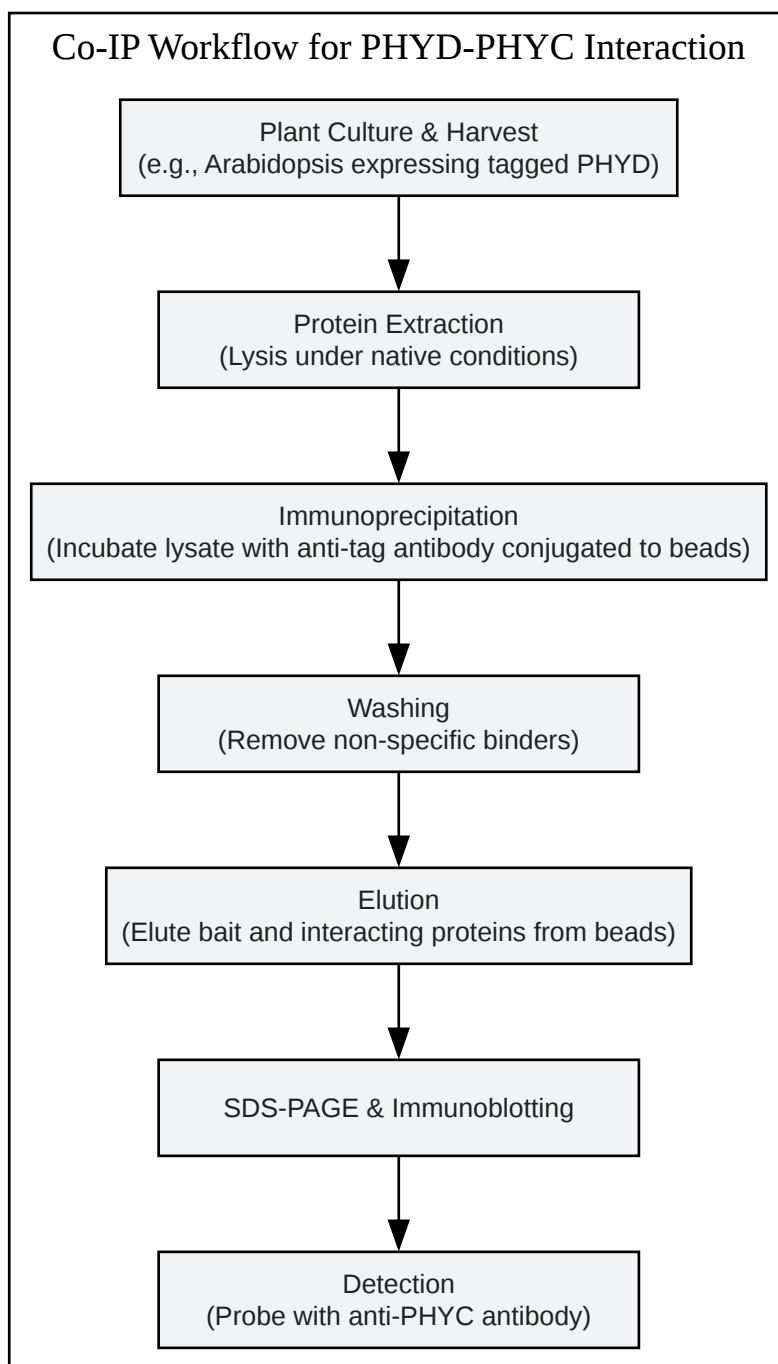 Co-IP Workflow for PHYD-PHYC Interaction
Plant Culture & Harvest
(e.g., Arabidopsis expressing tagged PHYD)
Protein Extraction
(Lysis under native conditions)
Immunoprecipitation
(Incubate lysate with anti-tag antibody conjugated to beads)
Washing
(Remove non-specific binders)
Elution
(Elute bait and interacting proteins from beads)
SDS-PAGE & Immunoblotting
Detection
(Probe with anti-PHYC antibody)